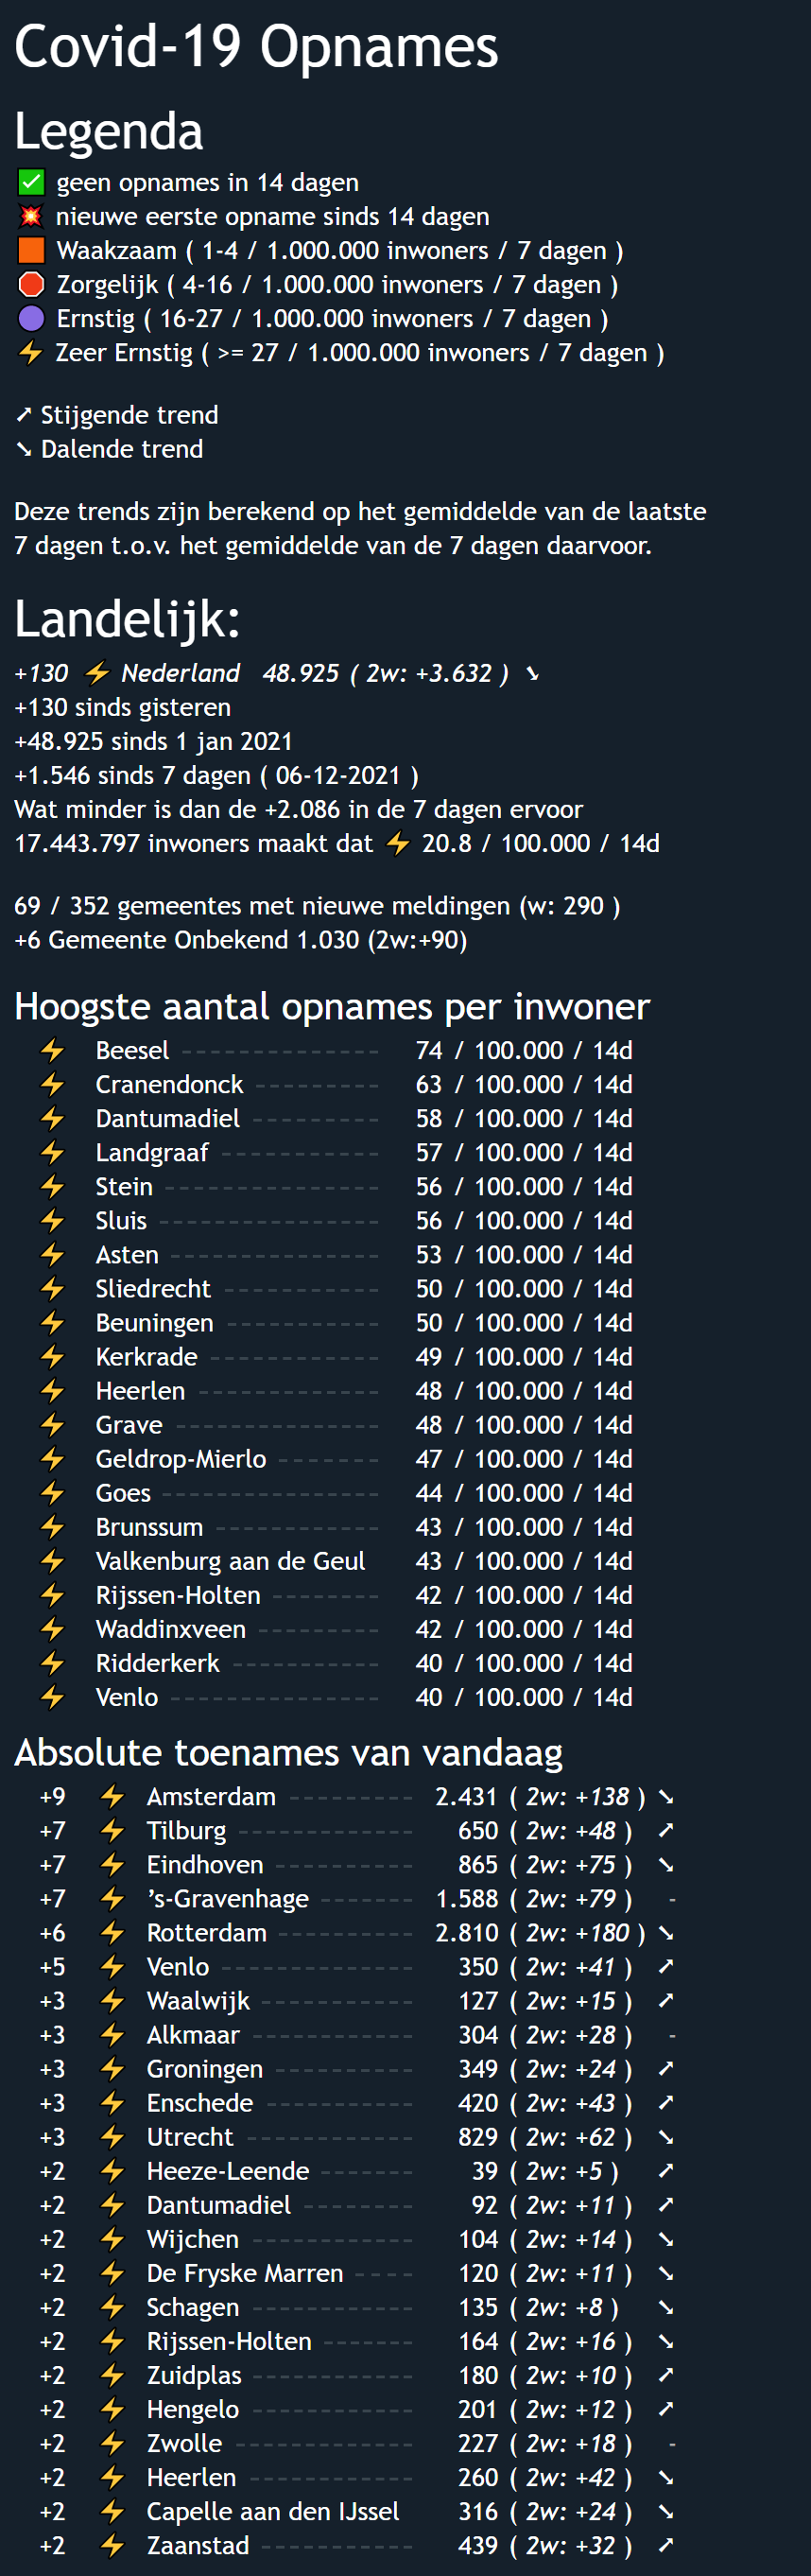 Covid-19 Opnames
Legenda
✅ geen opnames in 14 dagen
💥 nieuwe eerste opname sinds 14 dagen
🟧 Waakzaam ( 1-4 / 1.000.000 inwoners / 7 dagen )
🛑 Zorgelijk ( 4-16 / 1.000.000 inwoners / 7 dagen )
🟣 Ernstig ( 16-27 / 1.000.000 inwoners / 7 dagen )
⚡ Zeer Ernstig ( >= 27 / 1.000.000 inwoners / 7 dagen )
➚ Stijgende trend
➘ Dalende trend
Deze trends zijn berekend op het gemiddelde van de laatste
7 dagen t.o.v. het gemiddelde van de 7 dagen daarvoor.
Landelijk:
+130 ⚡ Nederland 48.925 ( 2w: +3.632 ) ➘
+130 sinds gisteren
+48.925 sinds 1 jan 2021
+1.546 sinds 7 dagen ( 06-12-2021 )
Wat minder is dan de +2.086 in de 7 dagen ervoor
17.443.797 inwoners maakt dat ⚡ 20.8 / 100.000 / 14d
69 / 352 gemeentes met nieuwe meldingen (w: 290 )
+6 Gemeente Onbekend 1.030 (2w:+90)
Hoogste aantal opnames per inwoner
⚡ Beesel 74 / 100.000 / 14d
⚡ Cranendonck 63 / 100.000 / 14d
⚡ Dantumadiel 58 / 100.000 / 14d
⚡ Landgraaf 57 / 100.000 / 14d
⚡ Stein 56 / 100.000 / 14d
⚡ Sluis 56 / 100.000 / 14d
⚡ Asten 53 / 100.000 / 14d
⚡ Sliedrecht 50 / 100.000 / 14d
⚡ Beuningen 50 / 100.000 / 14d
⚡ Kerkrade 49 / 100.000 / 14d
⚡ Heerlen 48 / 100.000 / 14d
⚡ Grave 48 / 100.000 / 14d
⚡ Geldrop-Mierlo 47 / 100.000 / 14d
⚡ Goes 44 / 100.000 / 14d
⚡ Brunssum 43 / 100.000 / 14d
⚡ Valkenburg aan de Geul 43 / 100.000 / 14d
⚡ Rijssen-Holten 42 / 100.000 / 14d
⚡ Waddinxveen 42 / 100.000 / 14d
⚡ Ridderkerk 40 / 100.000 / 14d
⚡ Venlo 40 / 100.000 / 14d
Absolute toenames van vandaag
+9 ⚡ Amsterdam 2.431 ( 2w: +138 ) ➘
+7 ⚡ Tilburg 650 ( 2w: +48 ) ➚
+7 ⚡ Eindhoven 865 ( 2w: +75 ) ➘
+7 ⚡ ’s-Gravenhage 1.588 ( 2w: +79 ) -
+6 ⚡ Rotterdam 2.810 ( 2w: +180 ) ➘
+5 ⚡ Venlo 350 ( 2w: +41 ) ➚
+3 ⚡ Waalwijk 127 ( 2w: +15 ) ➚
+3 ⚡ Alkmaar 304 ( 2w: +28 ) -
+3 ⚡ Groningen 349 ( 2w: +24 ) ➚
+3 ⚡ Enschede 420 ( 2w: +43 ) ➚
+3 ⚡ Utrecht 829 ( 2w: +62 ) ➘
+2 ⚡ Heeze-Leende 39 ( 2w: +5 ) ➚
+2 ⚡ Dantumadiel 92 ( 2w: +11 ) ➚
+2 ⚡ Wijchen 104 ( 2w: +14 ) ➘
+2 ⚡ De Fryske Marren 120 ( 2w: +11 ) ➘
+2 ⚡ Schagen 135 ( 2w: +8 ) ➘
+2 ⚡ Rijssen-Holten 164 ( 2w: +16 ) ➘
+2 ⚡ Zuidplas 180 ( 2w: +10 ) ➚
+2 ⚡ Hengelo 201 ( 2w: +12 ) ➚
+2 ⚡ Zwolle 227 ( 2w: +18 ) -
+2 ⚡ Heerlen 260 ( 2w: +42 ) ➘
+2 ⚡ Capelle aan den IJssel 316 ( 2w: +24 ) ➘
+2 ⚡ Zaanstad 439 ( 2w: +32 ) ➚